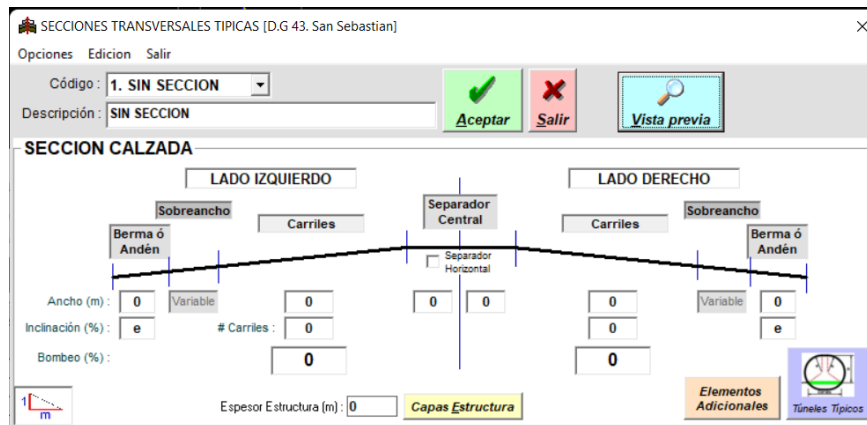 SECCIONES TRANSVERSALES TIPICAS [D.G 43. San Sebastian]
Opciones Edicion Salir
Código : 1. SIN SECCION
Descripción : SIN SECCION
Aceptar
Salir
Vista previa
SECCION CALZADA
LADO IZQUIERDO
LADO DERECHO
Sobreancho
Carriles
Separador
Central
Carriles
Sobreancho
Berma ó
Andén
Berma ó
Andén
Separador
Horizontal
Ancho (m) : 0 Variable 0 0 0 0 Variable 0
Inclinación (%) : e # Carriles : 0 0 e
Bombeo (%) : 0 0
1
m
Espesor Estructura (m) : 0 Capas Estructura
Elementos
Adicionales
Túneles Tipicos